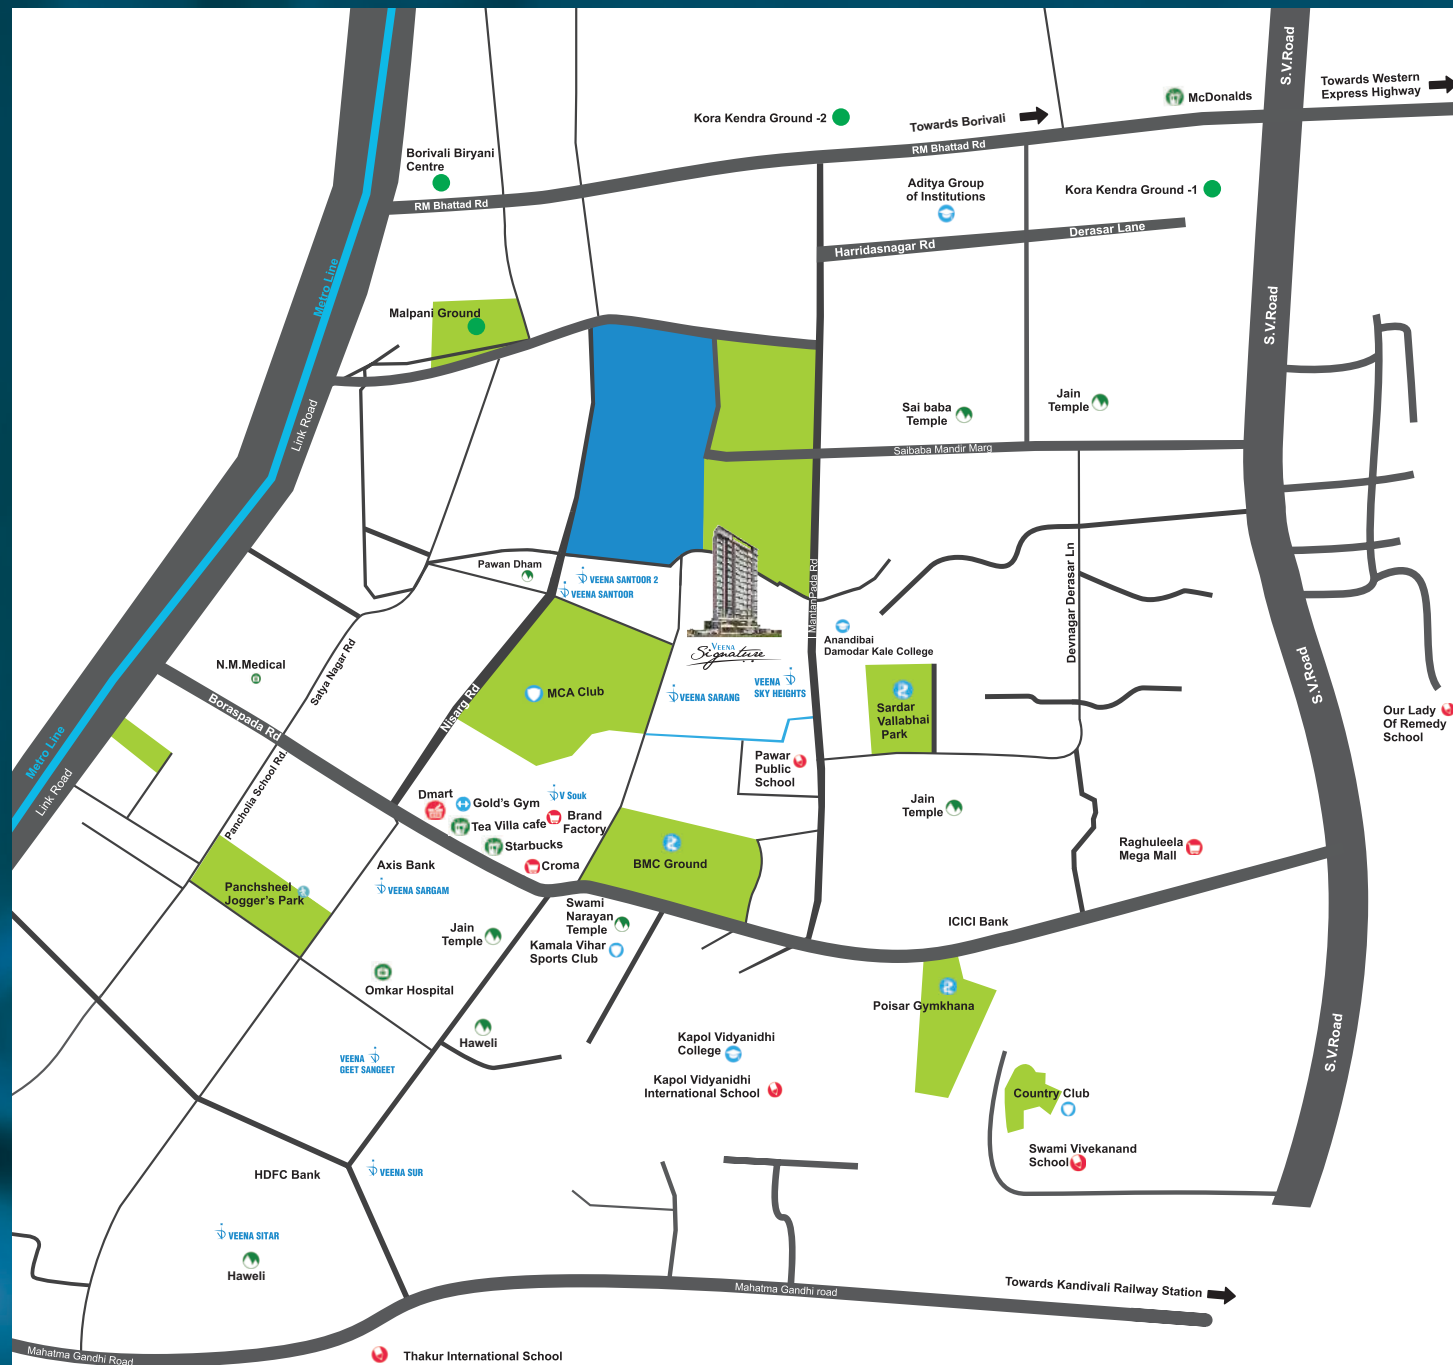 S.V.Road
Towards Western
Express Highway
McDonalds
Kora Kendra Ground -2
Towards Borivali
RM Bhattad Rd
Borivali Biryani
Centre
RM Bhattad Rd
Aditya Group
of Institutions
Kora Kendra Ground -1
Harridasnagar Rd
Derasar Lane
Metro Line
Malpani Ground
S.V.Road
Link Road
Sai baba
Temple
Jain
Temple
Saibaba Mandir Marg
Pawan Dham
VEENA SANTOOR 2
VEENA SANTOOR
Devnagar Derasar Ln
Anandibai
Damodar Kale College
VEENA
Signature
N.M.Medical
Satya Nagar Rd
MCA Club
VEENA SARANG
VEENA
SKY HEIGHTS
Sardar
Vallabhai
Park
S.V.Road
Our Lady
Of Remedy
School
Boraspada Rd
Nisarg Rd
Metro Line
Link Road
Pancholia School Rd.
Pawar
Public
School
Dmart
Gold's Gym
V Souk
Tea Villa cafe
Brand
Factory
Starbucks
Croma
Jain
Temple
BMC Ground
Raghuleela
Mega Mall
Axis Bank
VEENA SARGAM
Panchsheel
Jogger's Park
Swami
Narayan
Temple
Jain
Temple
Kamala Vihar
Sports Club
ICICI Bank
Omkar Hospital
Poisar Gymkhana
Haweli
VEENA
GEET SANGEET
Kapol Vidyanidhi
College
Kapol Vidyanidhi
International School
S.V.Road
Country Club
Swami Vivekanand
School
HDFC Bank
VEENA SUR
VEENA SITAR
Haweli
Mahatma Gandhi road
Towards Kandivali Railway Station
Mahatma Gandhi Road
Thakur International School